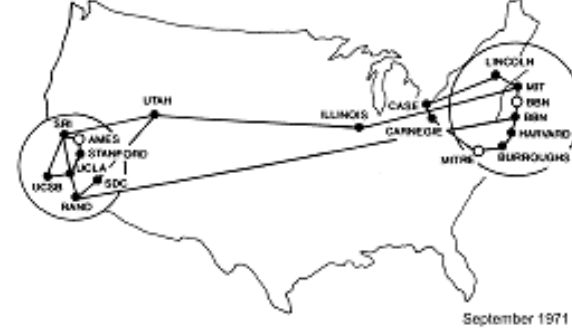 LINCOLN
MIT
UTAH
BBN
CASE
ILLINOIS
BBN
SRI
AMES
CARNEGIE
HARVARD
STANFORD
MITRE
BURROUGHS
UCLA
UCSB
SDC
RAND
September 1971